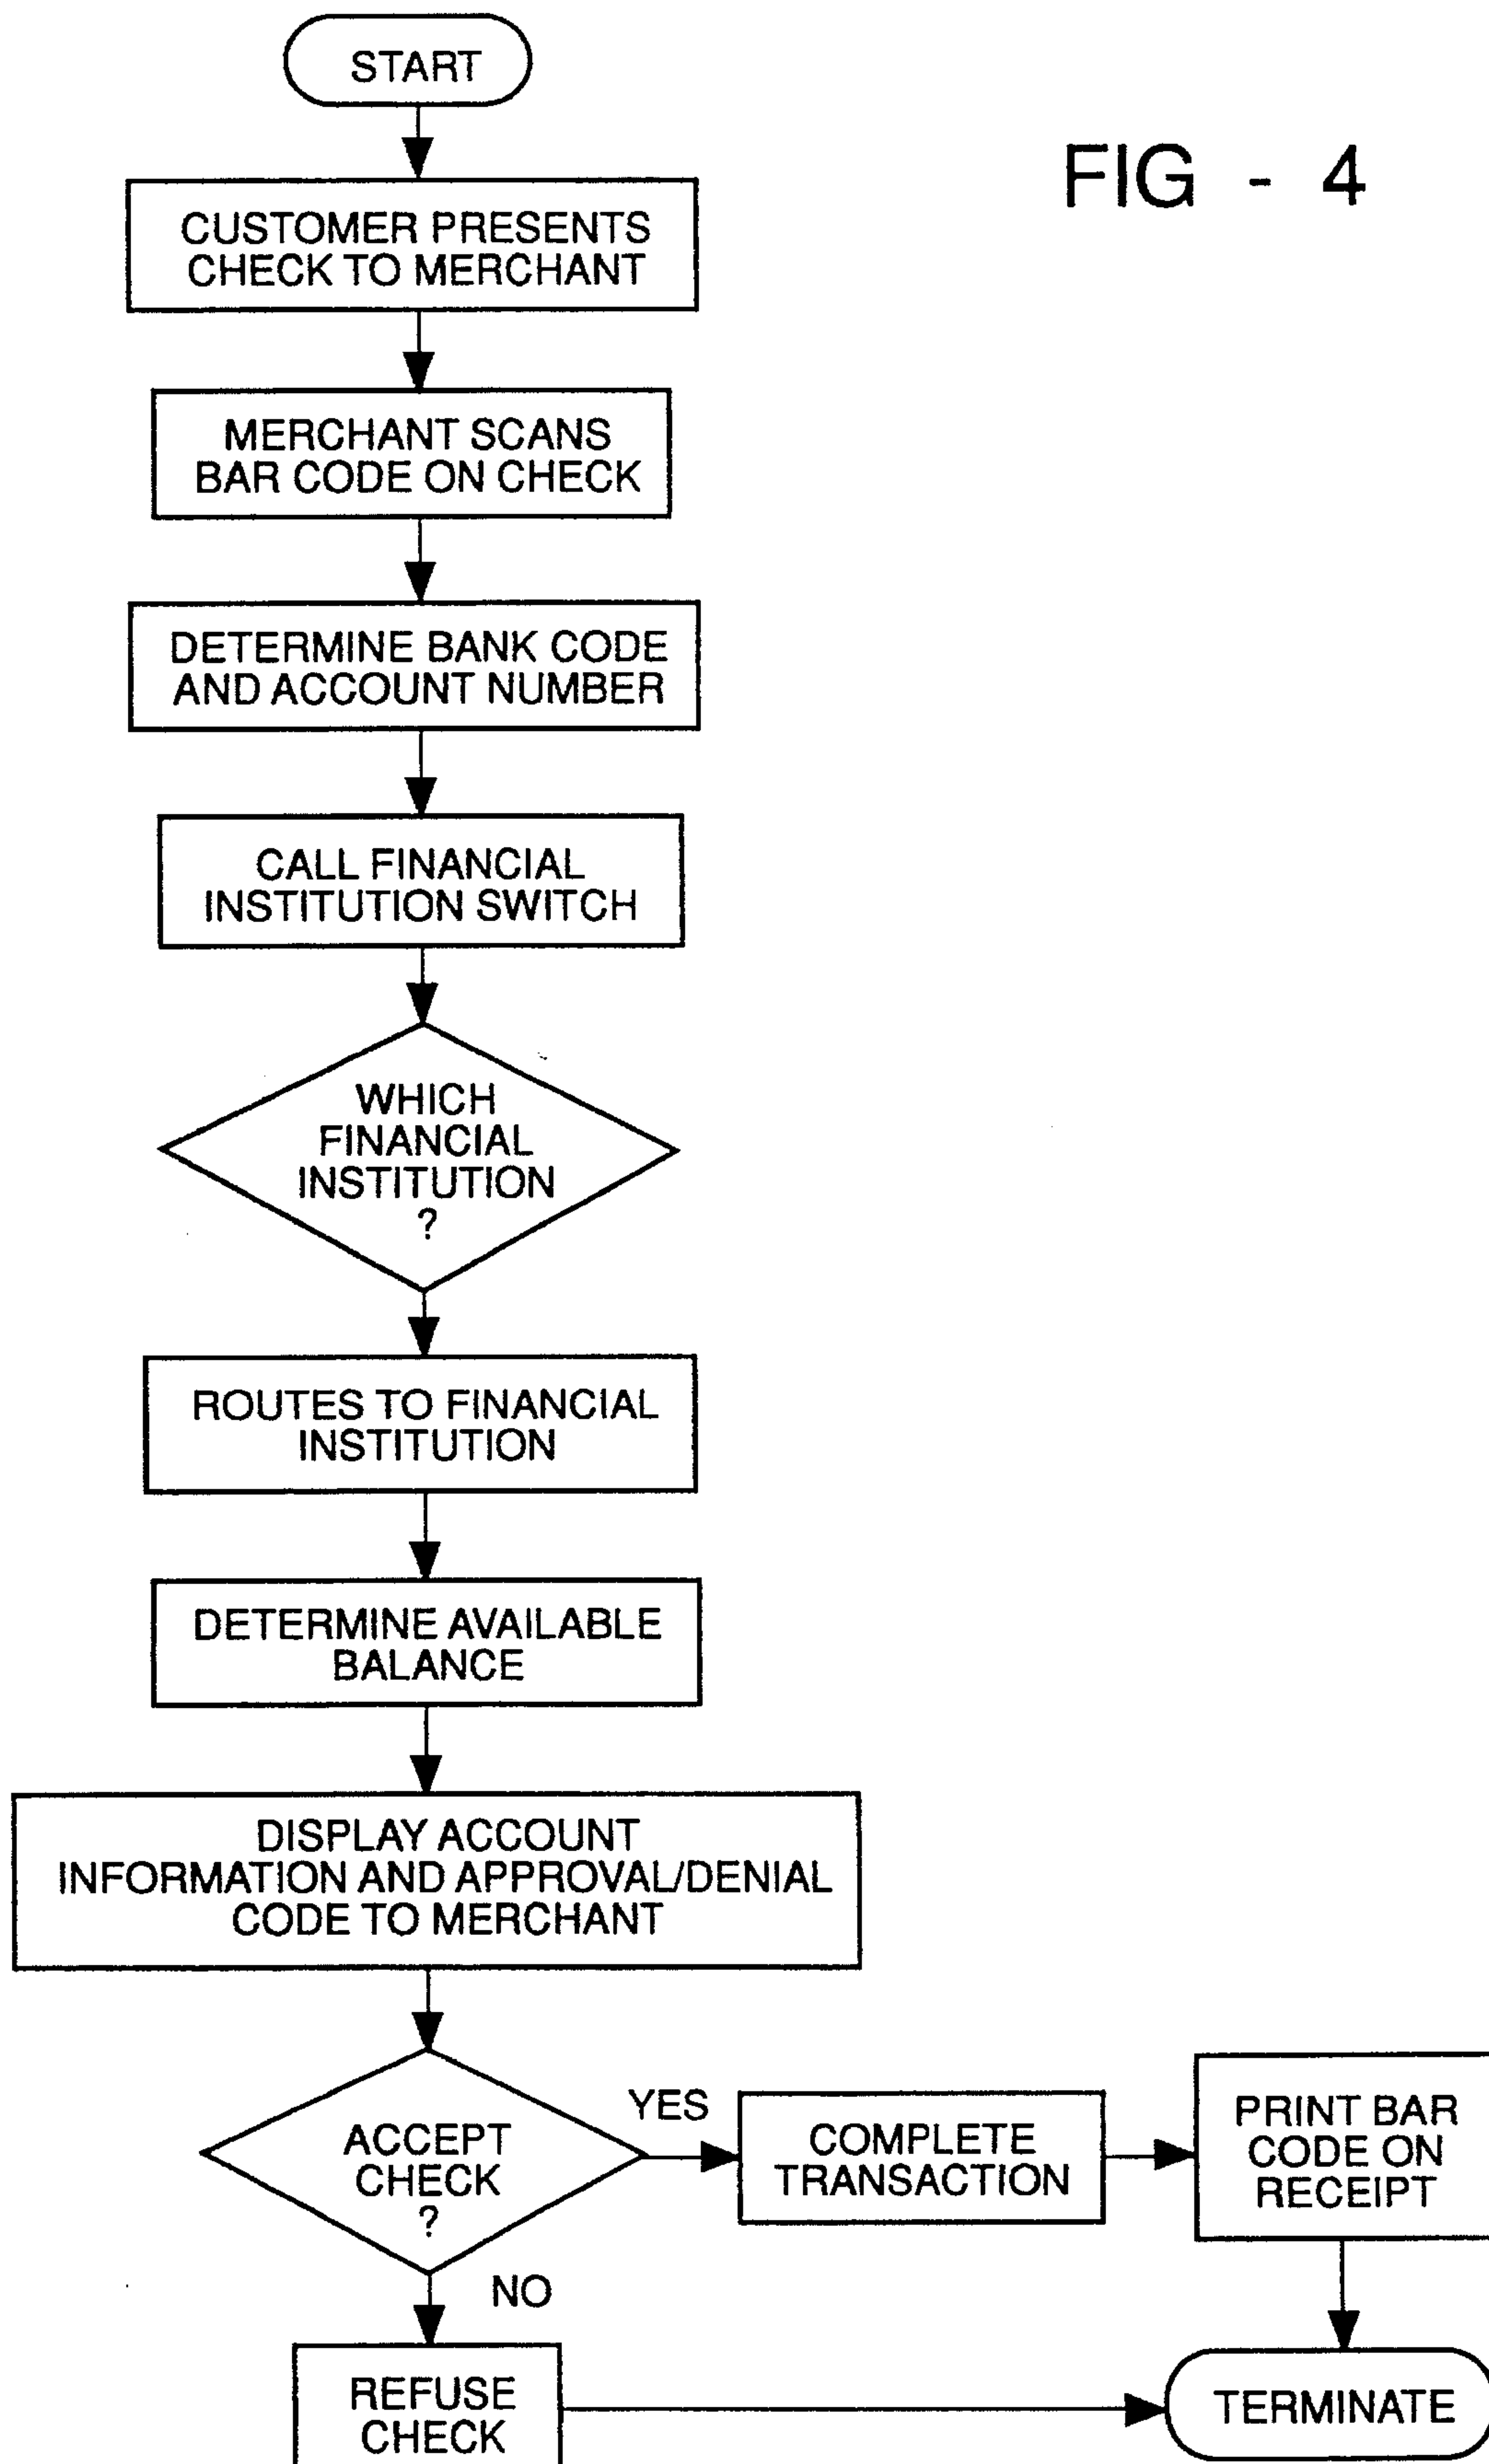 START
FIG - 4
CUSTOMER PRESENTS
CHECK TO MERCHANT
MERCHANT SCANS
BAR CODE ON CHECK
DETERMINE BANK CODE
AND ACCOUNT NUMBER
CALL FINANCIAL
INSTITUTION SWITCH
WHICH
FINANCIAL
INSTITUTION
?
ROUTES TO FINANCIAL
INSTITUTION
DETERMINE AVAILABLE
BALANCE
DISPLAY ACCOUNT
INFORMATION AND APPROVAL/DENIAL
CODE TO MERCHANT
ACCEPT
CHECK
?
YES
COMPLETE
TRANSACTION
PRINT BAR
CODE ON
RECEIPT
NO
REFUSE
CHECK
TERMINATE